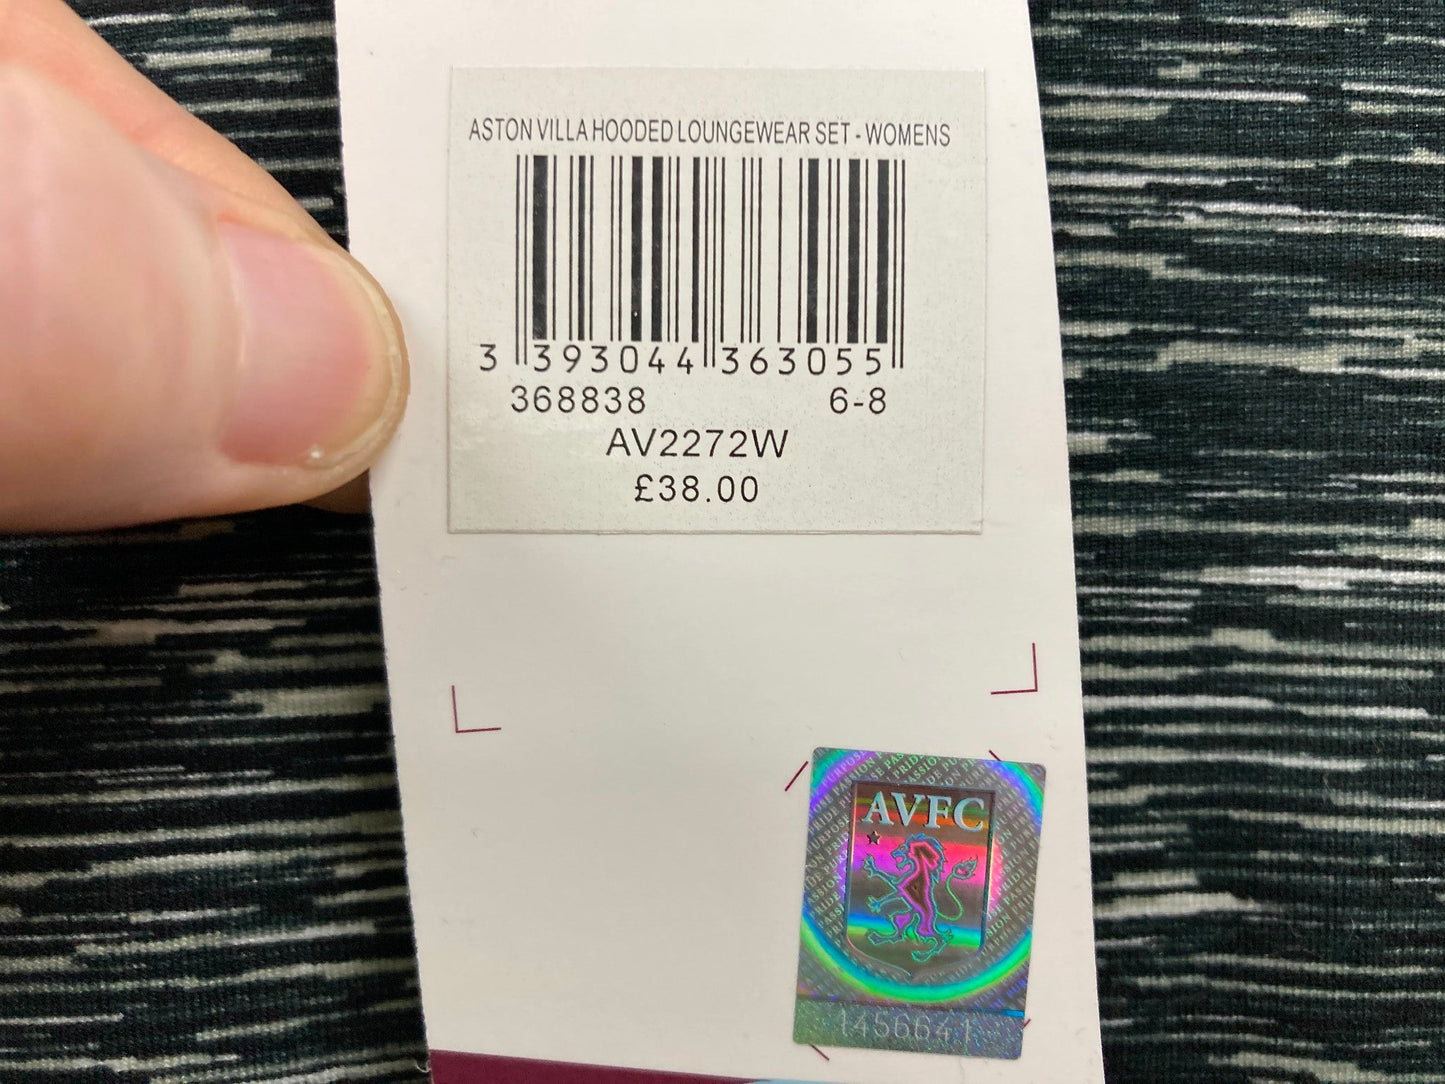 ASTON VILLA HOODED LOUNGEWEAR SET - WOMENS
3 393044 363055
368838 6-8
AV2272W
£38.00
AVFC
1456641